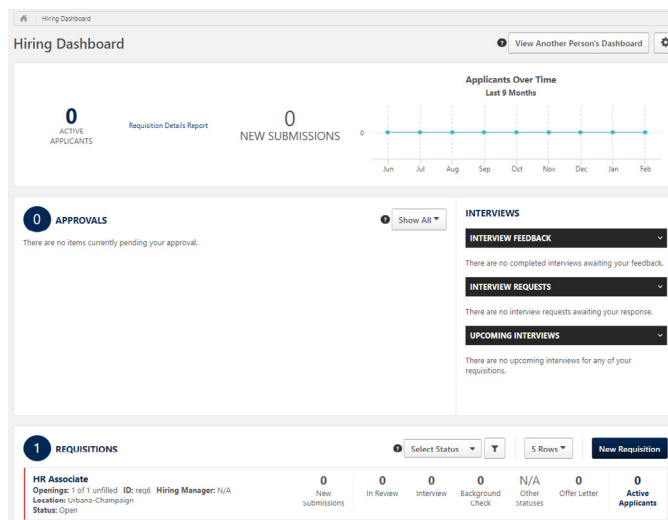 Hiring Dashboard
Hiring Dashboard
View Another Person's Dashboard
Applicants Over Time
Last 9 Months
0
ACTIVE
APPLICANTS
Requisition Details Report
0
NEW SUBMISSIONS
0
Jun Jul Aug Sep Oct Nov Dec Jan Feb
0 APPROVALS
? Show All
There are no items currently pending your approval.
INTERVIEWS
INTERVIEW FEEDBACK
There are no completed interviews awaiting your feedback.
INTERVIEW REQUESTS
There are no interview requests awaiting your response.
UPCOMING INTERVIEWS
There are no upcoming interviews for any of your
requisitions.
1 REQUISITIONS
? Select Status
5 Rows
New Requisition
HR Associate
Openings: 1 of 1 unfilled ID: req6 Hiring Manager: N/A
Location: Urbana-Champaign
Status: Open
0
New
Submissions
0
In Review
0
Interview
0
Background
Check
N/A
Other
Statuses
0
Offer Letter
0
Active
Applicants